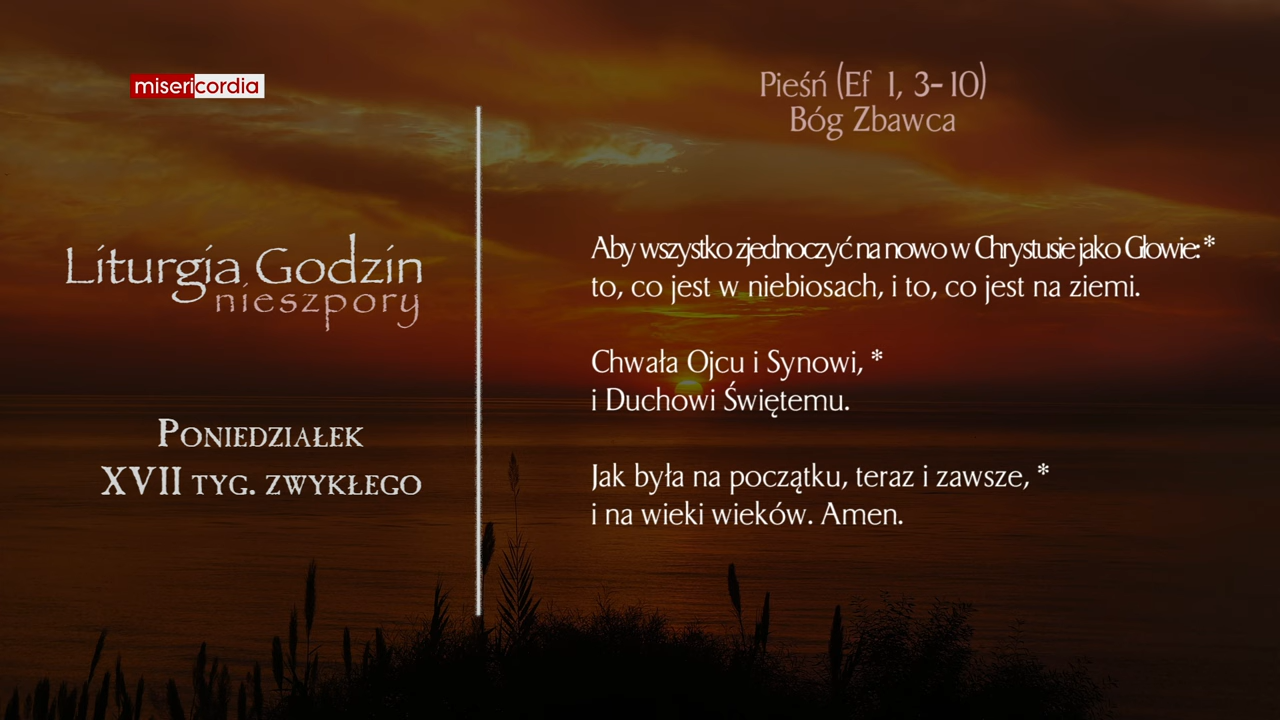 misericordia
Liturgia Godzin
nieszpory
Poniedziałek
XVII tyg. zwykłego
Pieśń (Ef 1, 3-10)
Bóg Zbawca
Aby wszystko zjednoczyć na nowo w Chrystusie jako Głowie: *
to, co jest w niebiosach, i to, co jest na ziemi.
Chwała Ojcu i Synowi, *
i Duchowi Świętemu.
Jak była na początku, teraz i zawsze, *
i na wieki wieków. Amen.